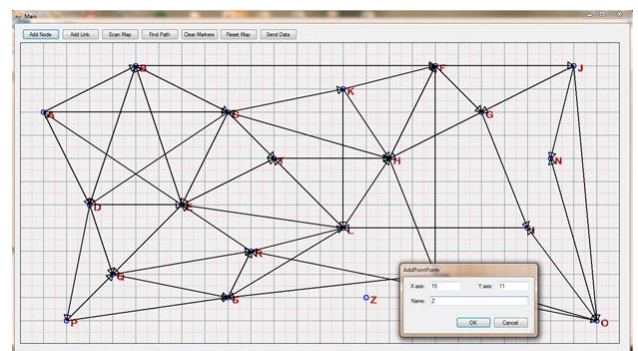 Main
Add Node Add Link Scan Map Find Path Clear Markers Reset Map Send Data
B F J
K
A G
H N
D
L
R
Q
Z
P O
AddPointForm
X axis: 15 Y axis: 11
Name: Z
OK Cancel